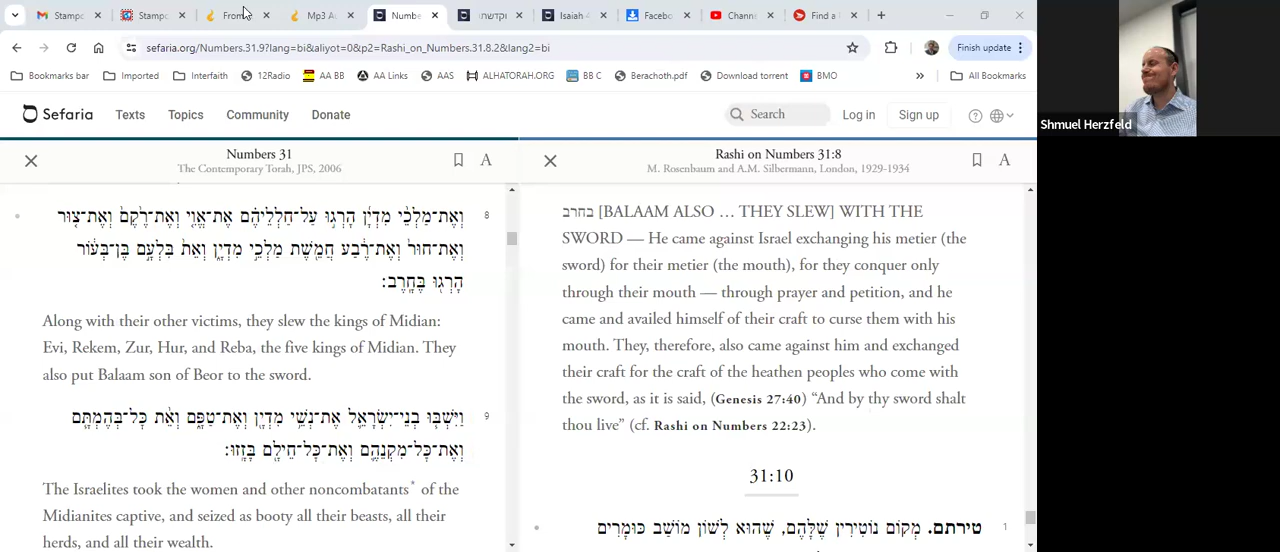 Stampo
Stampo
From
Mp3 Au
Numbe
וקדשתו
Isaiah 4
Facebo
Chann
Find a l
sefaria.org/Numbers.31.9?lang=bi&aliyot=0&p2=Rashi_on_Numbers.31.8.2&lang2=bi
Finish update
Bookmarks bar
Imported
Interfaith
12Radio
AA BB
AA Links
AAS
ALHATORAH.ORG
BB C
Berachoth.pdf
Download torrent
BMO
»
All Bookmarks
Sefaria
Texts
Topics
Community
Donate
Search
Log in
Sign up
Shmuel Herzfeld
Numbers 31
The Contemporary Torah, JPS, 2006
A
8
וְאֶת־מַלְכֵ֨י מִדְיָ֜ן הָרְג֣וּ עַל־חַלְלֵיהֶ֗ם אֶת־אֱוִ֤י וְאֶת־רֶ֙קֶם֙ וְאֶת־צ֤וּר
וְאֶת־חוּר֙ וְאֶת־רֶ֔בַע חֲמֵ֖שֶׁת מַלְכֵ֣י מִדְיָ֑ן וְאֵת֙ בִּלְעָ֣ם בֶּן־בְּע֔וֹר
הָרְג֖וּ בֶּחָֽרֶב׃
Along with their other victims, they slew the kings of Midian:
Evi, Rekem, Zur, Hur, and Reba, the five kings of Midian. They
also put Balaam son of Beor to the sword.
9
וַיִּשְׁבּ֧וּ בְנֵי־יִשְׂרָאֵ֛ל אֶת־נְשֵׁ֥י מִדְיָ֖ן וְאֶת־טַפָּ֑ם וְאֵ֨ת כׇּל־בְּהֶמְתָּ֧ם
וְאֶת־כׇּל־מִקְנֵהֶ֛ם וְאֶת־כׇּל־חֵילָ֖ם בָּזָֽזוּ׃
The Israelites took the women and other noncombatants* of the
Midianites captive, and seized as booty all their beasts, all their
herds, and all their wealth.
Rashi on Numbers 31:8
M. Rosenbaum and A.M. Silbermann, London, 1929-1934
A
בחרב [BALAAM ALSO … THEY SLEW] WITH THE
SWORD — He came against Israel exchanging his metier (the
sword) for their metier (the mouth), for they conquer only
through their mouth — through prayer and petition, and he
came and availed himself of their craft to curse them with his
mouth. They, therefore, also came against him and exchanged
their craft for the craft of the heathen peoples who come with
the sword, as it is said, (Genesis 27:40) “And by thy sword shalt
thou live” (cf. Rashi on Numbers 22:23).
31:10
1
טירתם. מְקוֹם נוֹטִירִין שֶׁלָּהֶם, שֶׁהוּא לְשׁוֹן מוֹשַׁב כּוּמָרִים